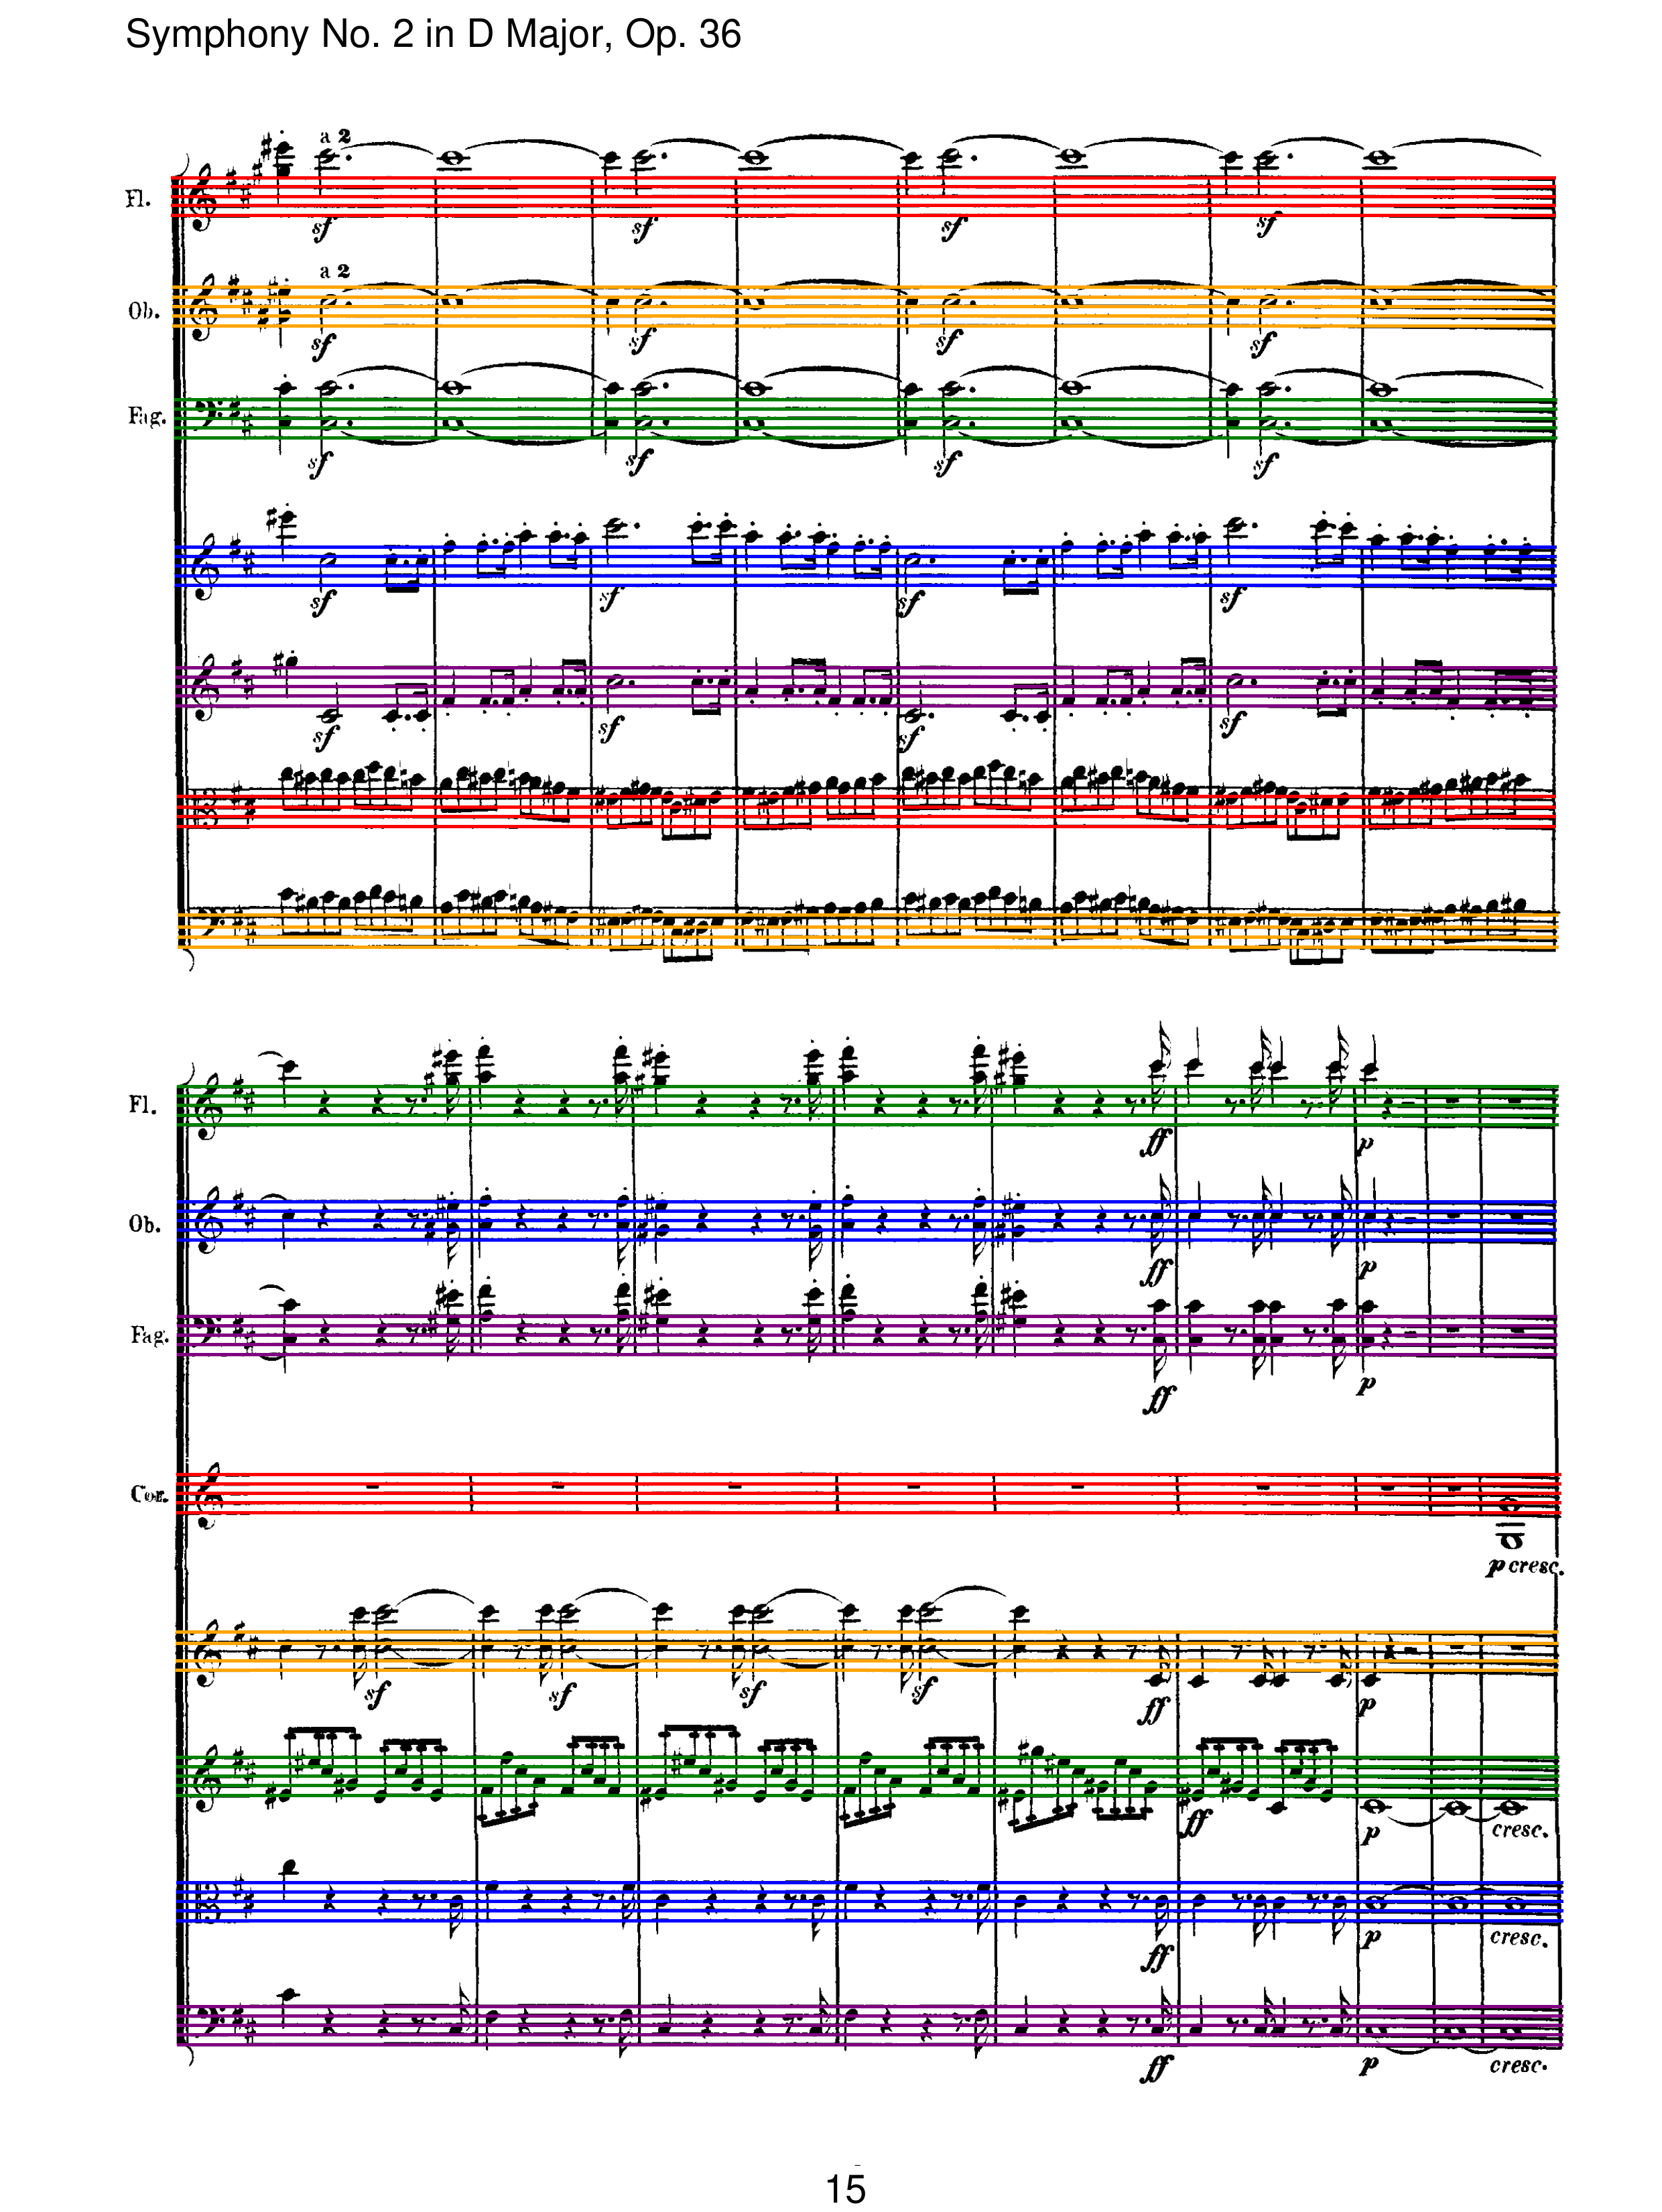 Symphony No. 2 in D Major, Op. 36
a 2
Fl.
sf sf sf sf
a 2
Ob.
sf sf sf sf
Fag.
sf sf sf sf
sf sf sf sf
sf sf sf sf
Fl.
ff p
Ob.
ff p
Fag.
ff p
Cor.
p cresc.
sf sf sf sf ff p
ff p cresc.
ff p cresc.
ff p cresc.
15